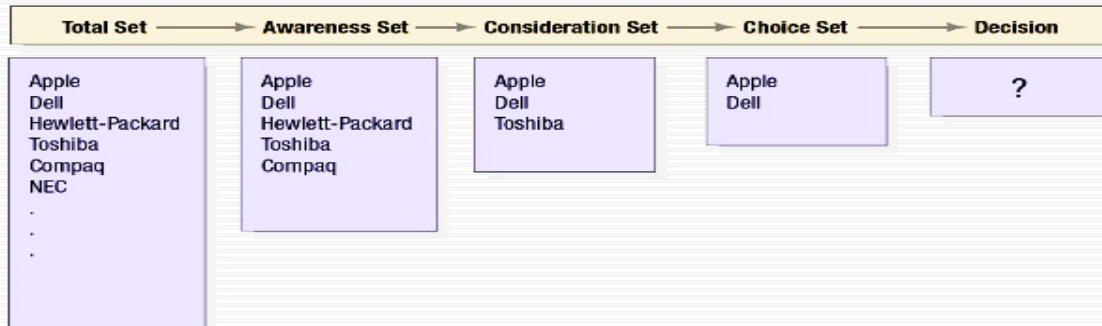 Total Set Awareness Set Consideration Set Choice Set Decision
Apple
Dell
Hewlett-Packard
Toshiba
Compaq
NEC
.
.
.
Apple
Dell
Hewlett-Packard
Toshiba
Compaq
Apple
Dell
Toshiba
Apple
Dell
?